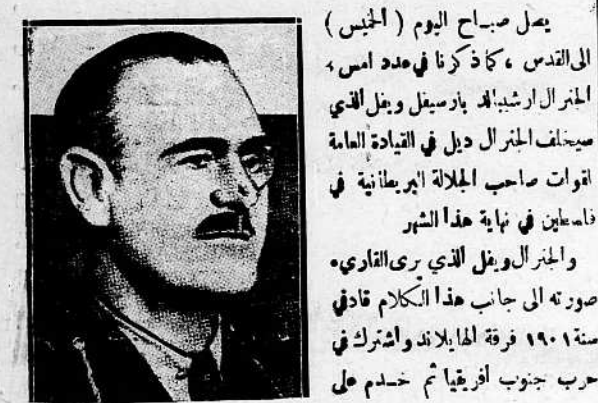 يصل صباح اليوم ( الخميس )
الى القدس ، كما ذكرنا في عدد امس ،
الجنرال ارشيبالد بارسيفل ويفل الذي
سيخلف الجنرال ديل في القيادة العامة
لقوات صاحب الجلالة البريطانية في
فلسطين في نهاية هذا الشهر
والجنرال ويفل الذي يرى القاريء
صورته الى جانب هذا الكلام قاد في
سنة ١٩٠١ فرقة الهايلاند واشترك في
حرب جنوب أفريقيا ثم خدم على